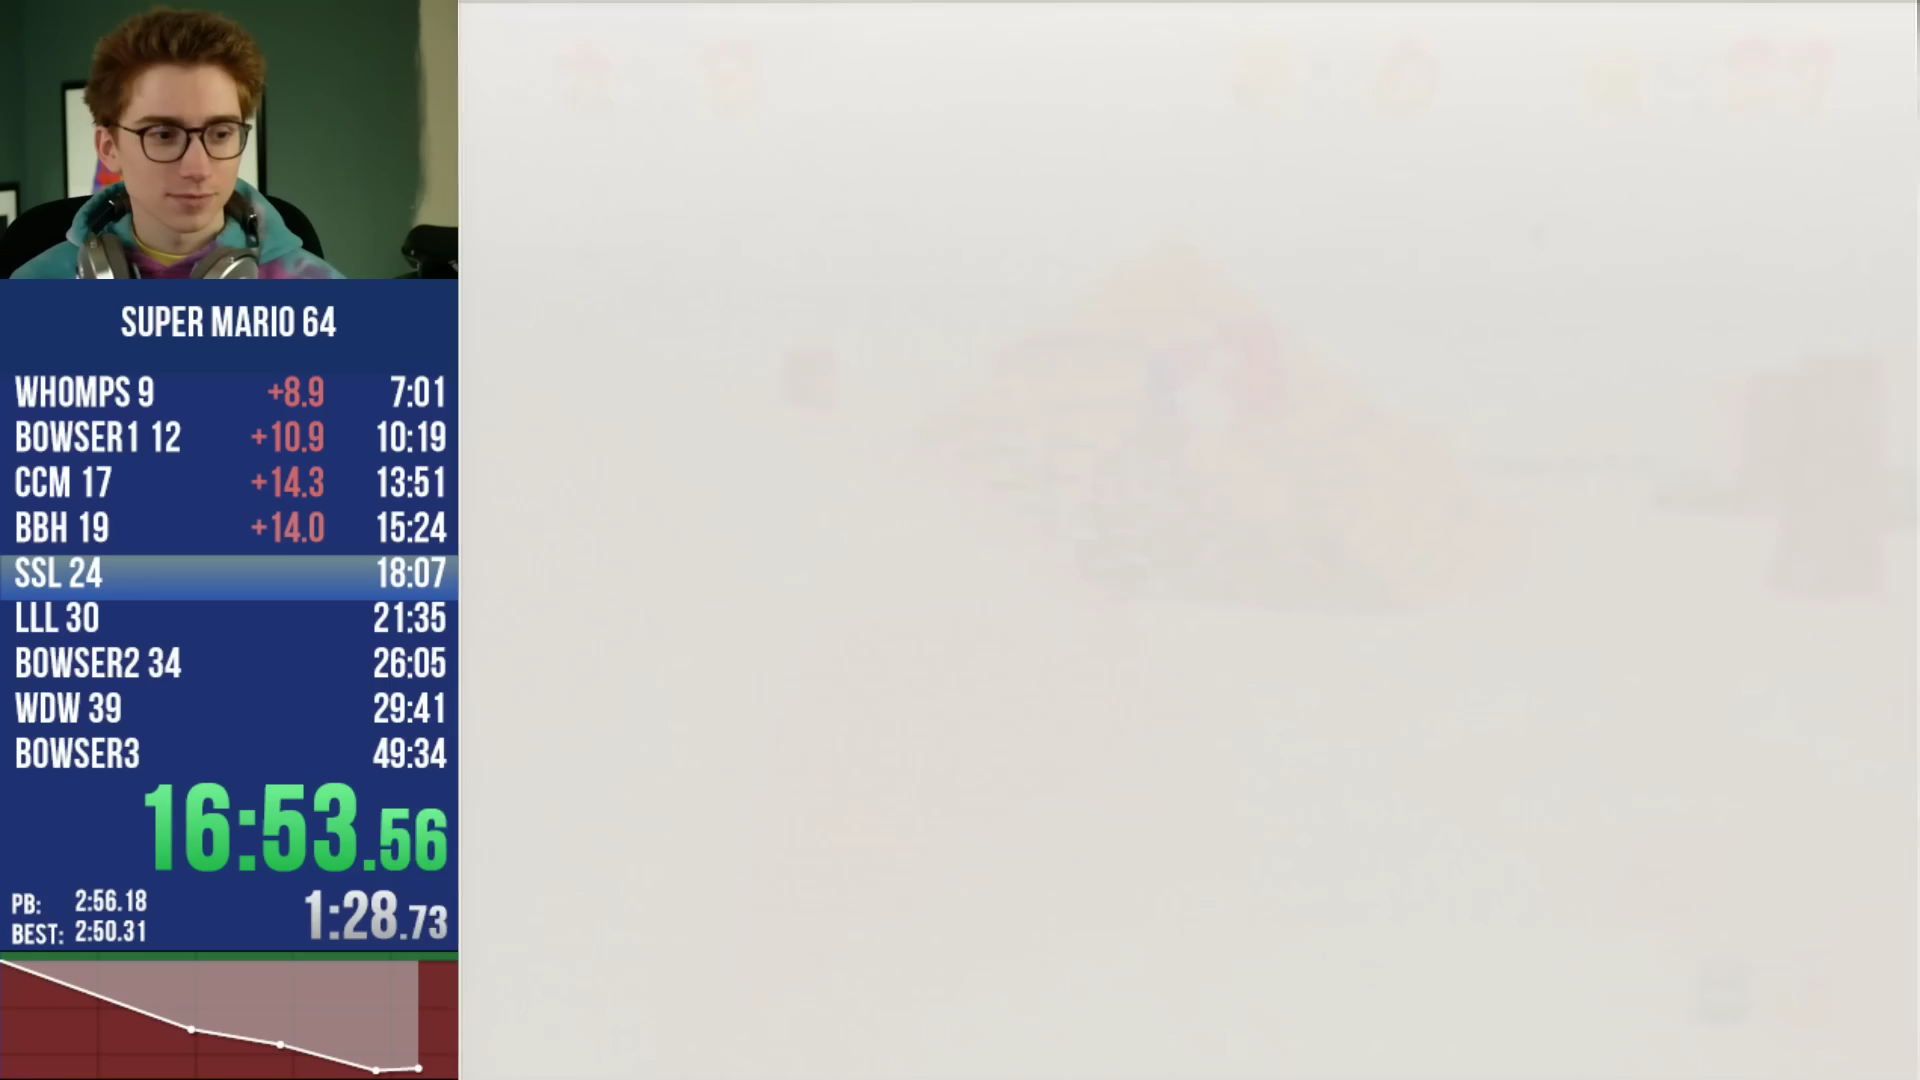 SUPER MARIO 64
WHOMPS 9 +8.9 7:01
BOWSER1 12 +10.9 10:19
CCM 17 +14.3 13:51
BBH 19 +14.0 15:24
SSL 24 18:07
LLL 30 21:35
BOWSER2 34 26:05
WDW 39 29:41
BOWSER3 49:34
16:53.56
PB: 2:56.18
BEST: 2:50.31
1:28.73